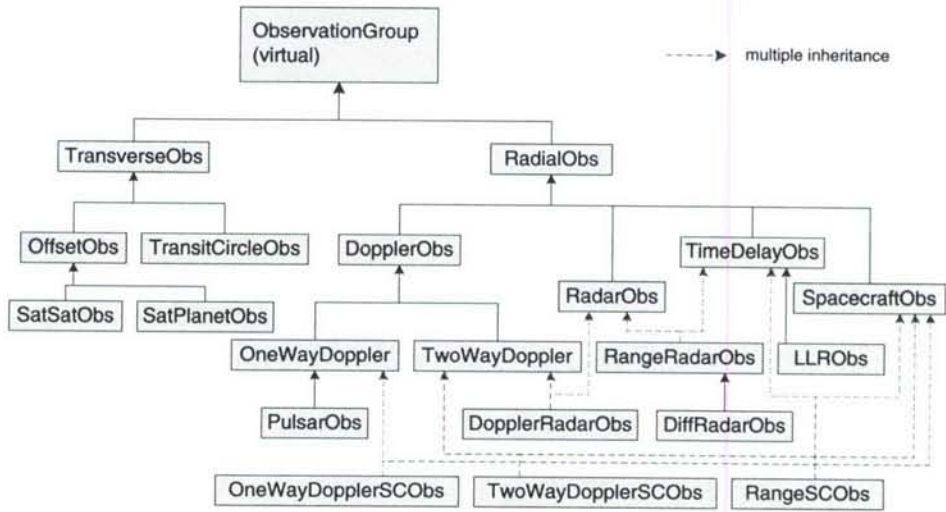 ObservationGroup
(virtual)
multiple inheritance
TransverseObs
RadialObs
OffsetObs
TransitCircleObs
DopplerObs
TimeDelayObs
SatSatObs
SatPlanetObs
RadarObs
SpacecraftObs
OneWayDoppler
TwoWayDoppler
RangeRadarObs
LLRObs
PulsarObs
DopplerRadarObs
DiffRadarObs
OneWayDopplerSCObs
TwoWayDopplerSCObs
RangeSCObs